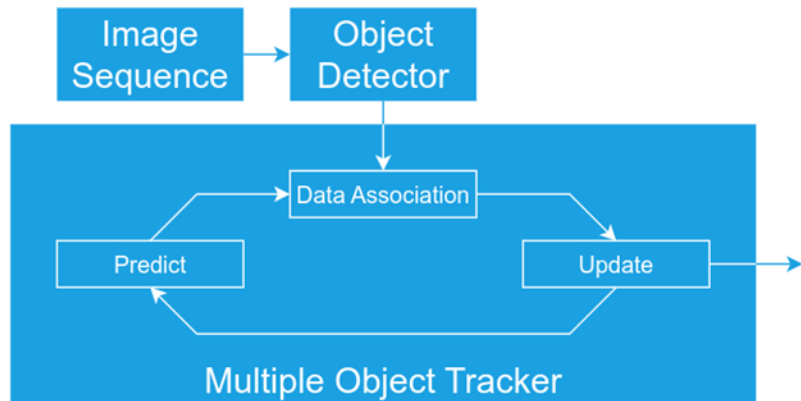 Image
Sequence
Object
Detector
Data Association
Predict
Update
Multiple Object Tracker